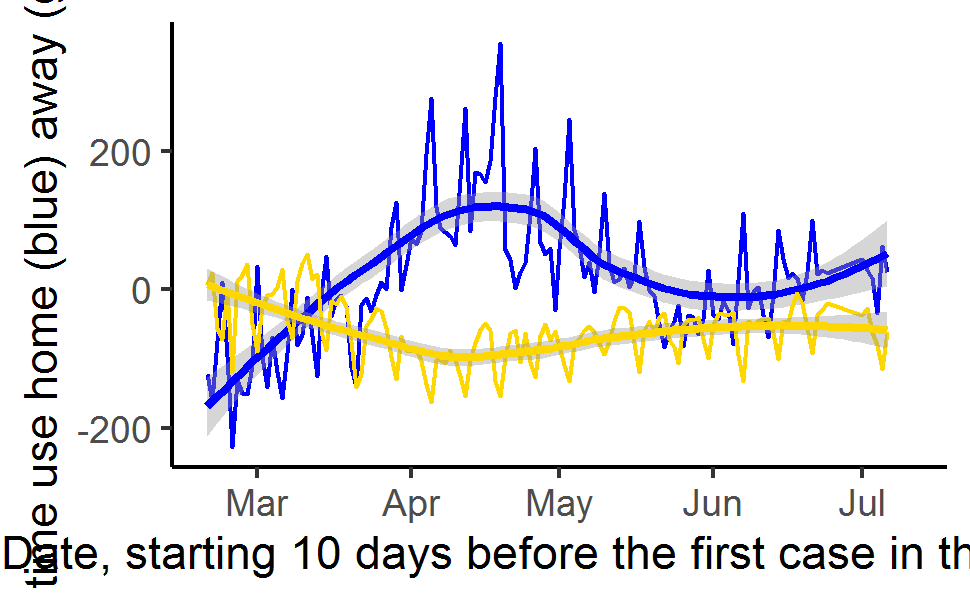 time use home (blue) away (
200
0
-200
Mar Apr May Jun Jul
Date, starting 10 days before the first case in th